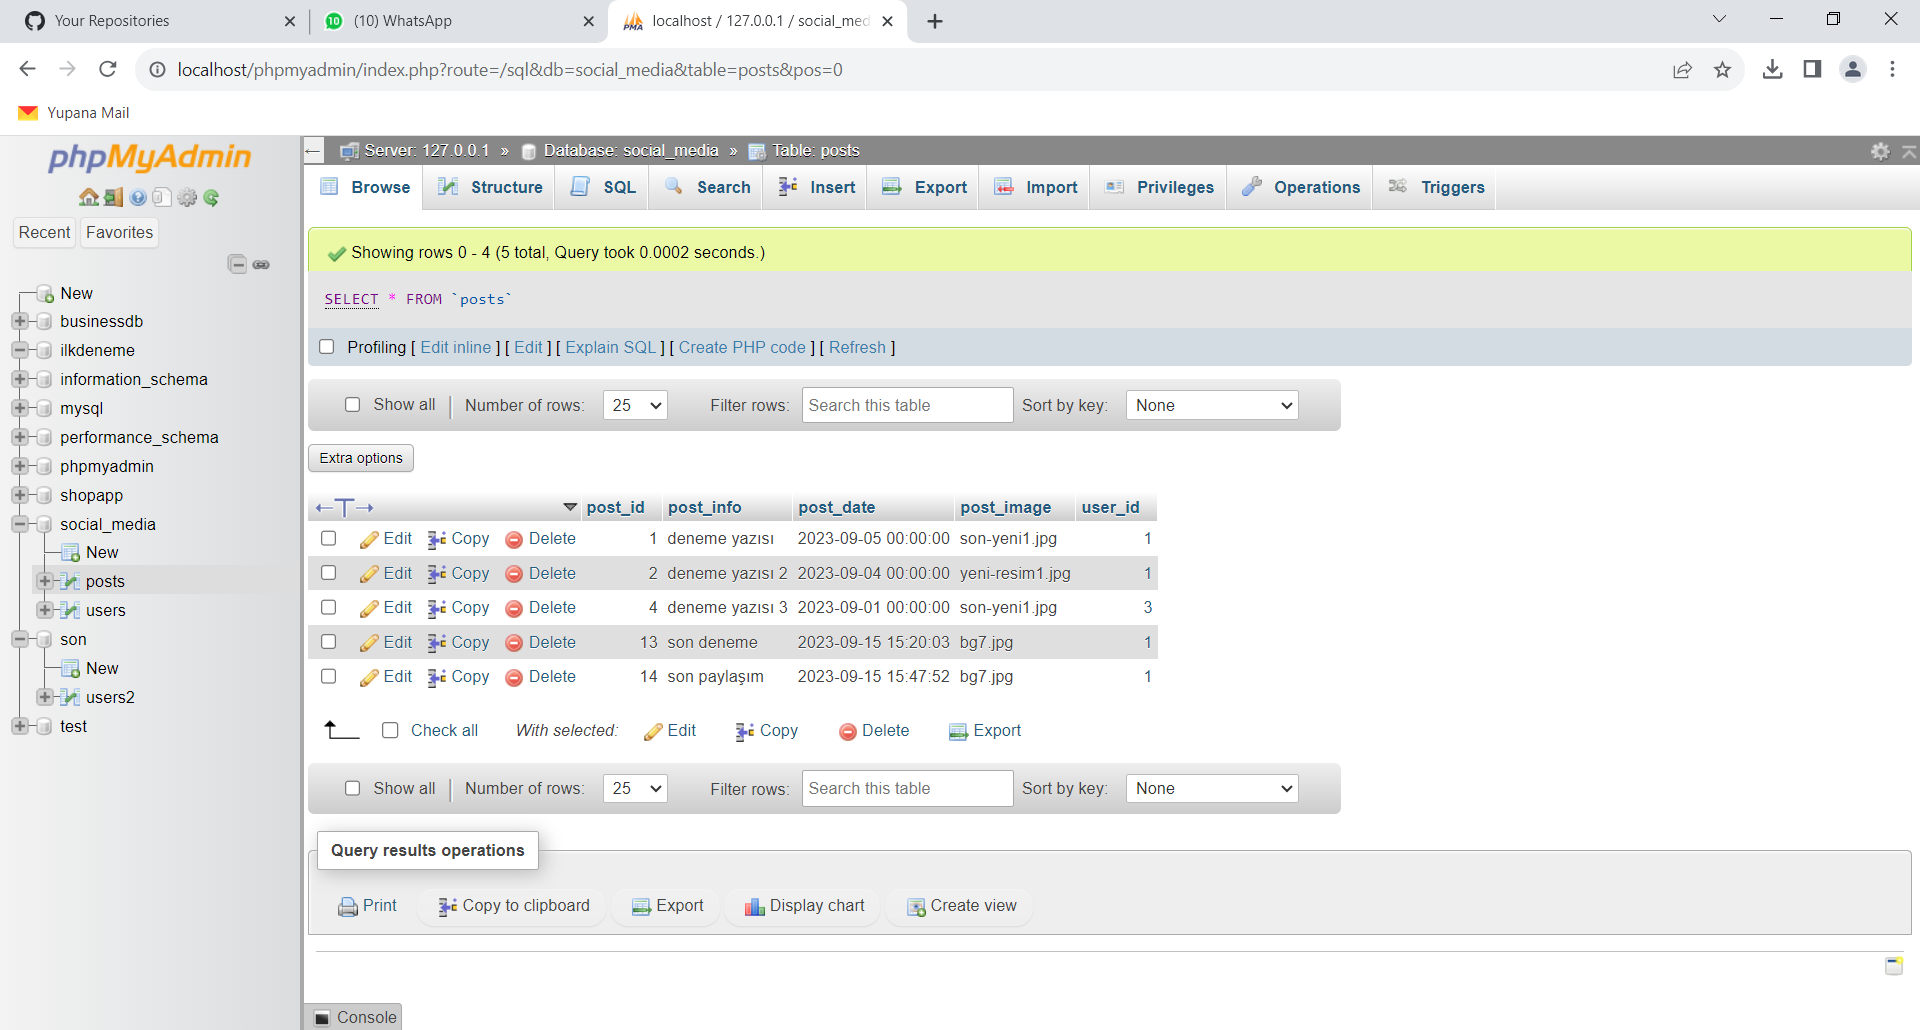 Your Repositories
10
(10) WhatsApp
PMA
localhost / 127.0.0.1 / social_med
localhost/phpmyadmin/index.php?route=/sql&db=social_media&table=posts&pos=0
Yupana Mail
phpMyAdmin
Recent
Favorites
New
businessdb
ilkdeneme
information_schema
mysql
performance_schema
phpmyadmin
shopapp
social_media
New
posts
users
son
New
users2
test
Server: 127.0.0.1 » Database: social_media » Table: posts
Browse Structure SQL Search Insert Export Import Privileges Operations Triggers
Showing rows 0 - 4 (5 total, Query took 0.0002 seconds.)
SELECT * FROM `posts`
Profiling [ Edit inline ] [ Edit ] [ Explain SQL ] [ Create PHP code ] [ Refresh ]
Show all Number of rows: 25 Filter rows: Search this table Sort by key: None
Extra options
←T→ post_id post_info post_date post_image user_id
Edit Copy Delete 1 deneme yazısı 2023-09-05 00:00:00 son-yeni1.jpg 1
Edit Copy Delete 2 deneme yazısı 2 2023-09-04 00:00:00 yeni-resim1.jpg 1
Edit Copy Delete 4 deneme yazısı 3 2023-09-01 00:00:00 son-yeni1.jpg 3
Edit Copy Delete 13 son deneme 2023-09-15 15:20:03 bg7.jpg 1
Edit Copy Delete 14 son paylaşım 2023-09-15 15:47:52 bg7.jpg 1
Check all With selected: Edit Copy Delete Export
Show all Number of rows: 25 Filter rows: Search this table Sort by key: None
Query results operations
Print Copy to clipboard Export Display chart Create view
Console